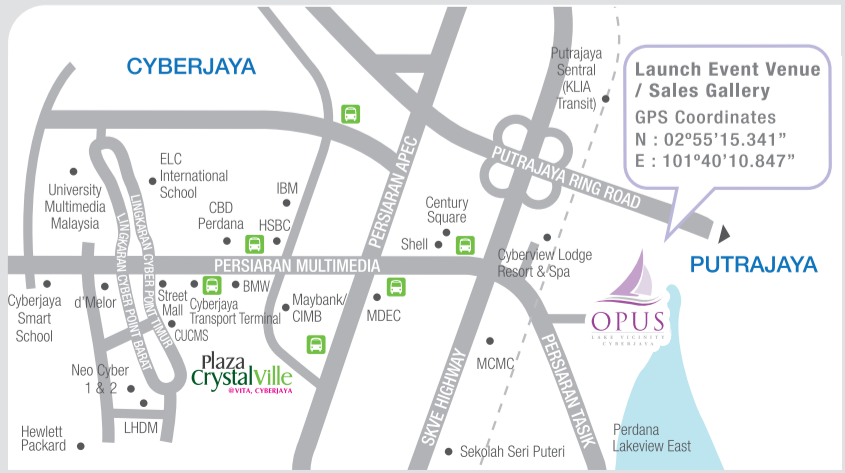 CYBERJAYA
Putrajaya
Sentral
(KLIA
Transit)
Launch Event Venue
/ Sales Gallery
GPS Coordinates
N : 02º55'15.341”
E : 101º40'10.847”
ELC
International
School
University
Multimedia
Malaysia
IBM
CBD
Perdana
HSBC
PERSIARAN APEC
PUTRAJAYA RING ROAD
Century
Square
Shell
LINGKARAN CYBER POINT TIMUR
LINGKARAN CYBER POINT BARAT
PERSIARAN MULTIMEDIA
Cyberview Lodge
Resort & Spa
PUTRAJAYA
Cyberjaya
Smart
School
d'Melor
Street
Mall
Cyberjaya
Transport Terminal
BMW
CUCMS
Maybank/
CIMB
MDEC
OPUS
LAKE VICINITY
CYBERJAYA
Plaza
CrystalVille
@VITA, CYBERJAYA
MCMC
SKVE HIGHWAY
PERSIARAN TASIK
Neo Cyber
1 & 2
LHDM
Hewlett
Packard
Sekolah Seri Puteri
Perdana
Lakeview East